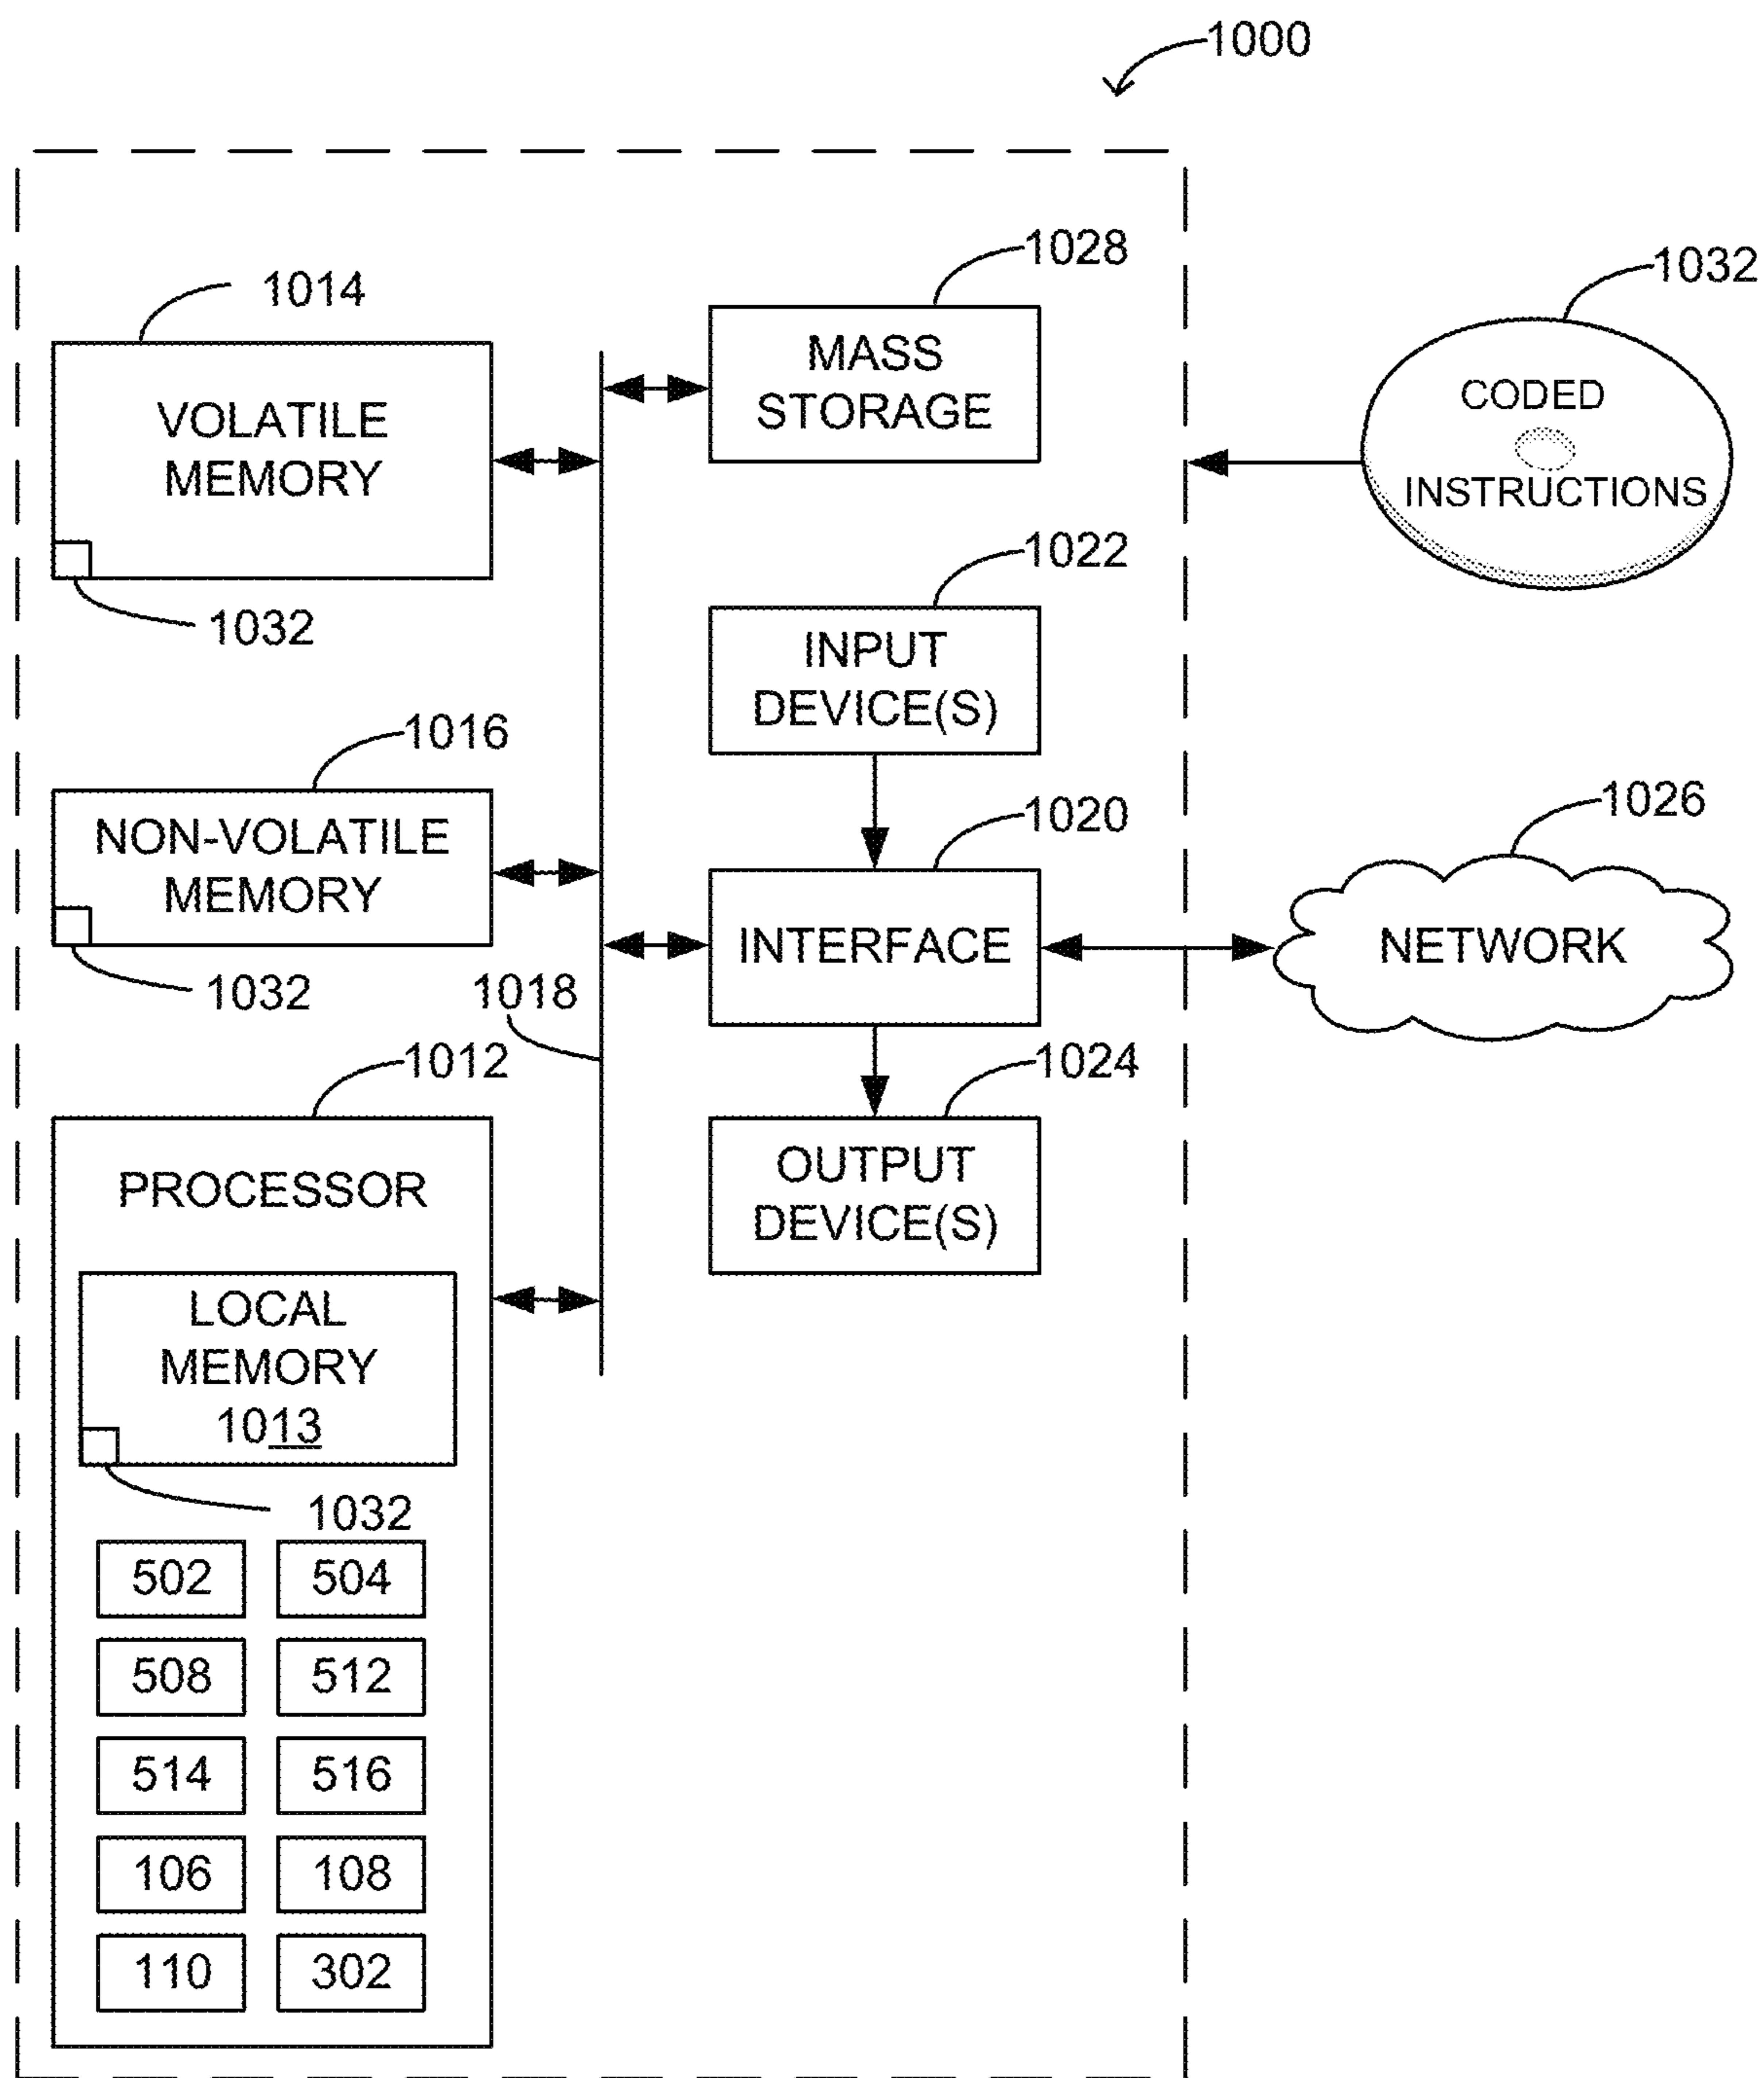 1000
1028
1032
1014
MASS
STORAGE
VOLATILE
MEMORY
CODED
INSTRUCTIONS
1032
1022
INPUT
DEVICE(S)
1016
1020
1026
NON-VOLATILE
MEMORY
INTERFACE
NETWORK
1032
1018
1012
1024
PROCESSOR
OUTPUT
DEVICE(S)
LOCAL
MEMORY
1013
1032
502
504
508
512
514
516
106
108
110
302